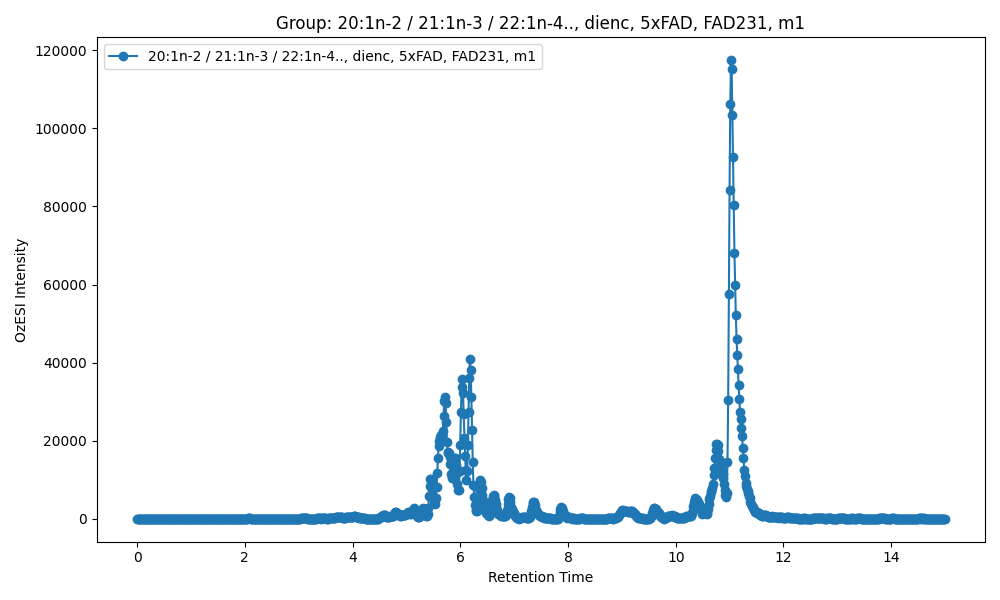 Group: 20:1n-2 / 21:1n-3 / 22:1n-4.., dienc, 5xFAD, FAD231, m1
20:1n-2 / 21:1n-3 / 22:1n-4.., dienc, 5xFAD, FAD231, m1
120000
100000
80000
60000
40000
20000
0
OzESI Intensity
0 2 4 6 8 10 12 14
Retention Time